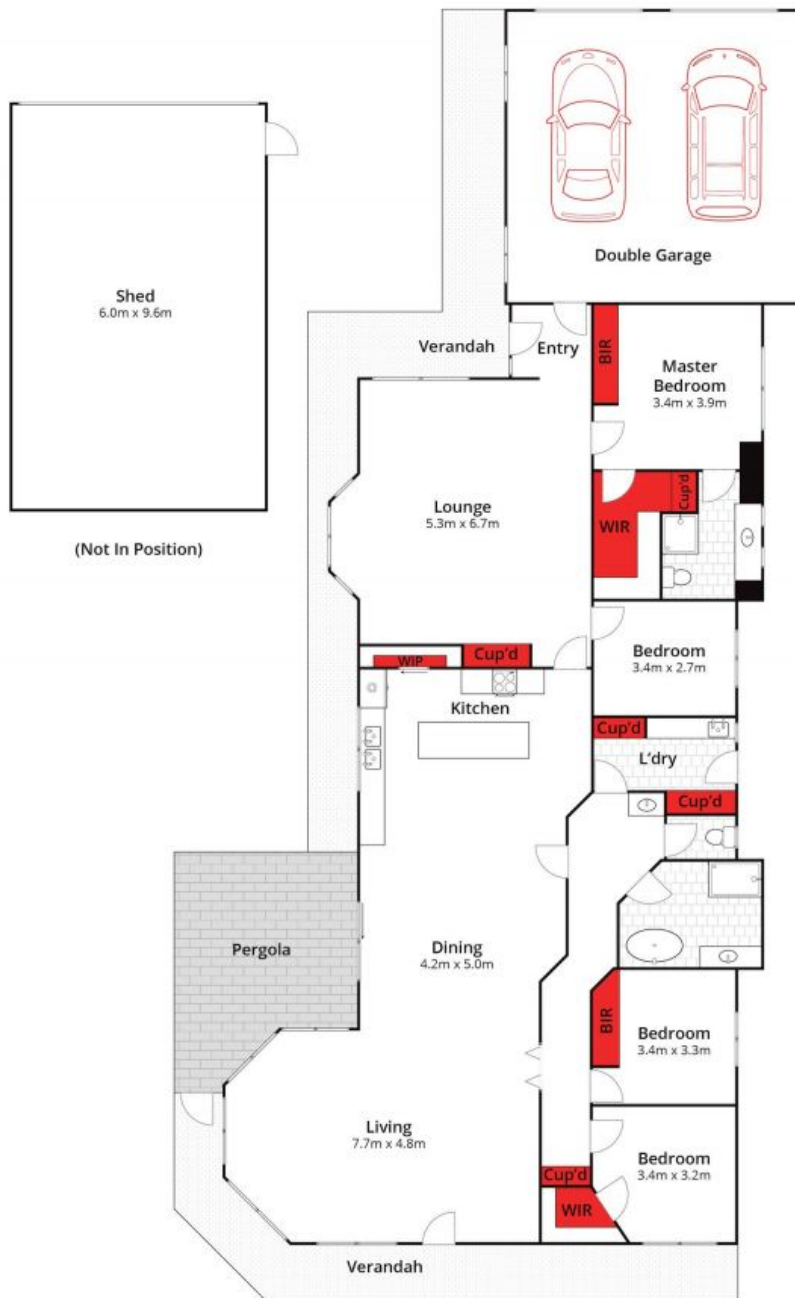 Double Garage
Shed
6.0m x 9.6m
(Not In Position)
Verandah
Entry
BIR
Master
Bedroom
3.4m x 3.9m
Lounge
5.3m x 6.7m
WIR
Cup'd
Bedroom
3.4m x 2.7m
WIP
Cup'd
Kitchen
Cup'd
L'dry
Cup'd
Pergola
Dining
4.2m x 5.0m
BIR
Bedroom
3.4m x 3.3m
Living
7.7m x 4.8m
Bedroom
3.4m x 3.2m
Cup'd
WIR
Verandah